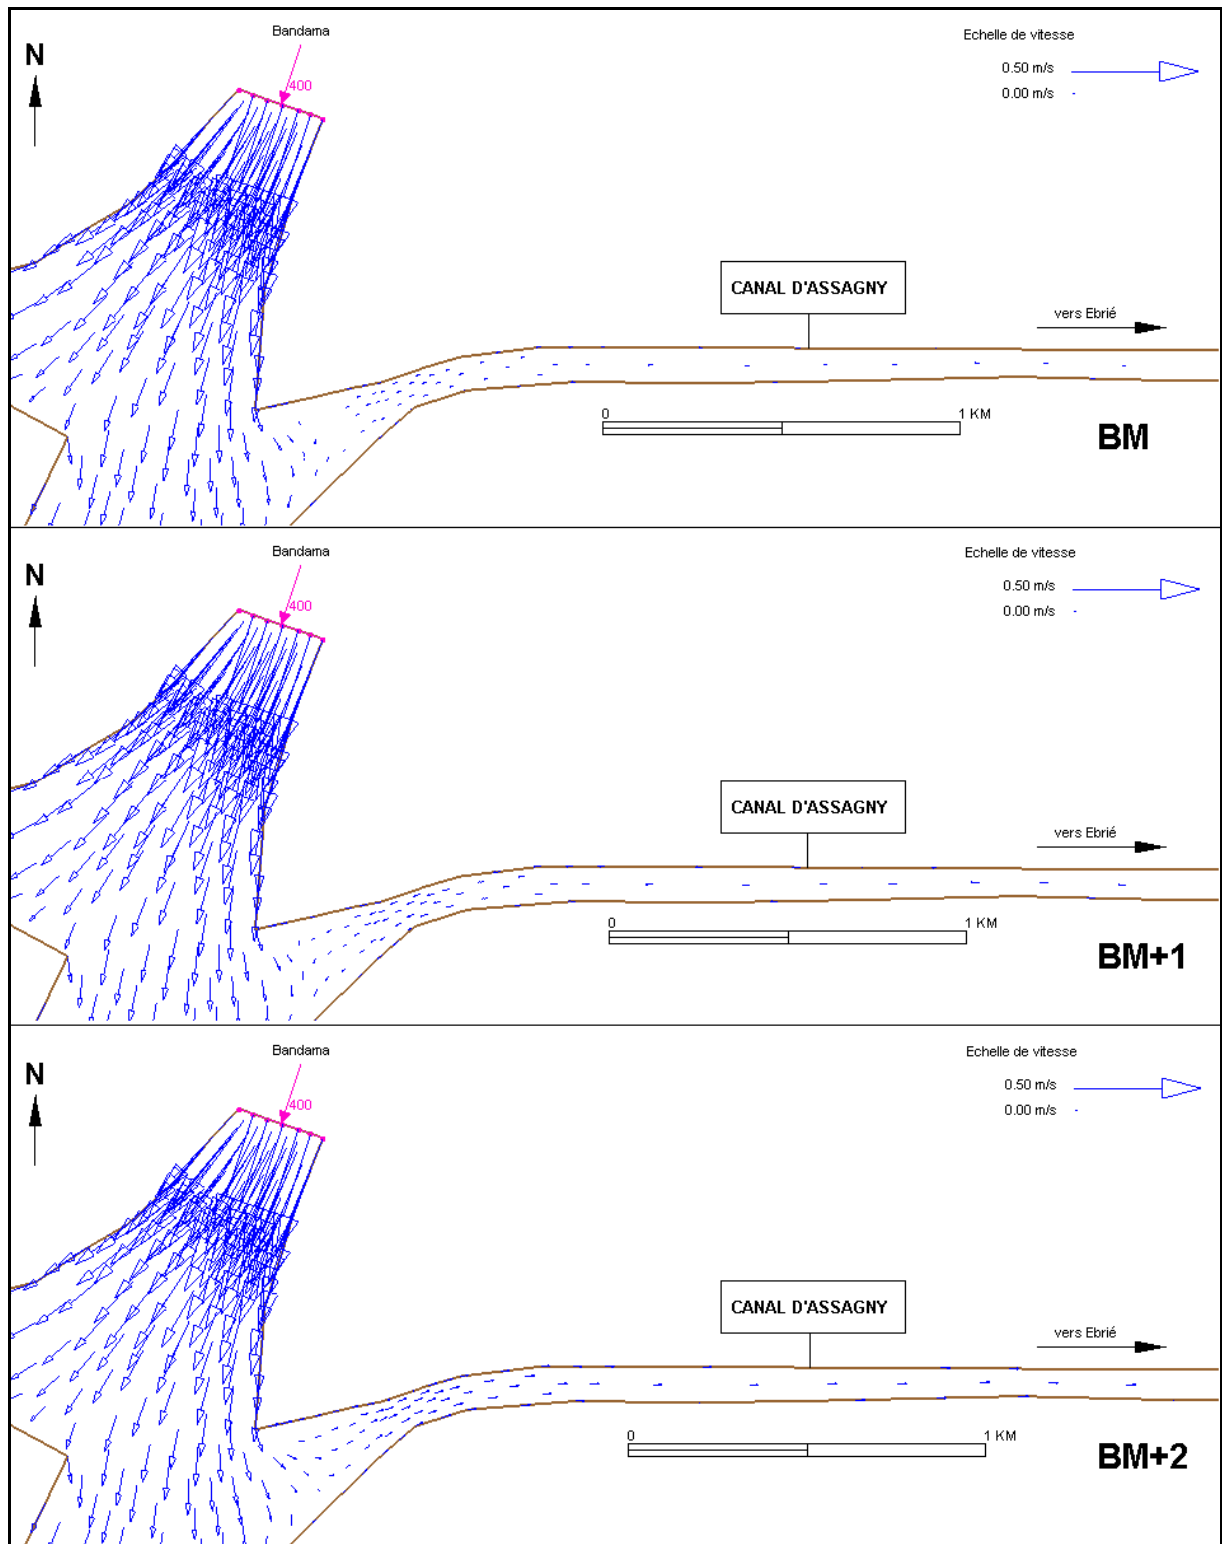 Bandama
Echelle de vitesse
N
0.50 m/s
400
0.00 m/s
CANAL D'ASSAGNY
vers Ebrié
0 1 KM
BM
Bandama
Echelle de vitesse
N
0.50 m/s
400
0.00 m/s
CANAL D'ASSAGNY
vers Ebrié
0 1 KM
BM+1
Bandama
Echelle de vitesse
N
0.50 m/s
400
0.00 m/s
CANAL D'ASSAGNY
vers Ebrié
0 1 KM
BM+2